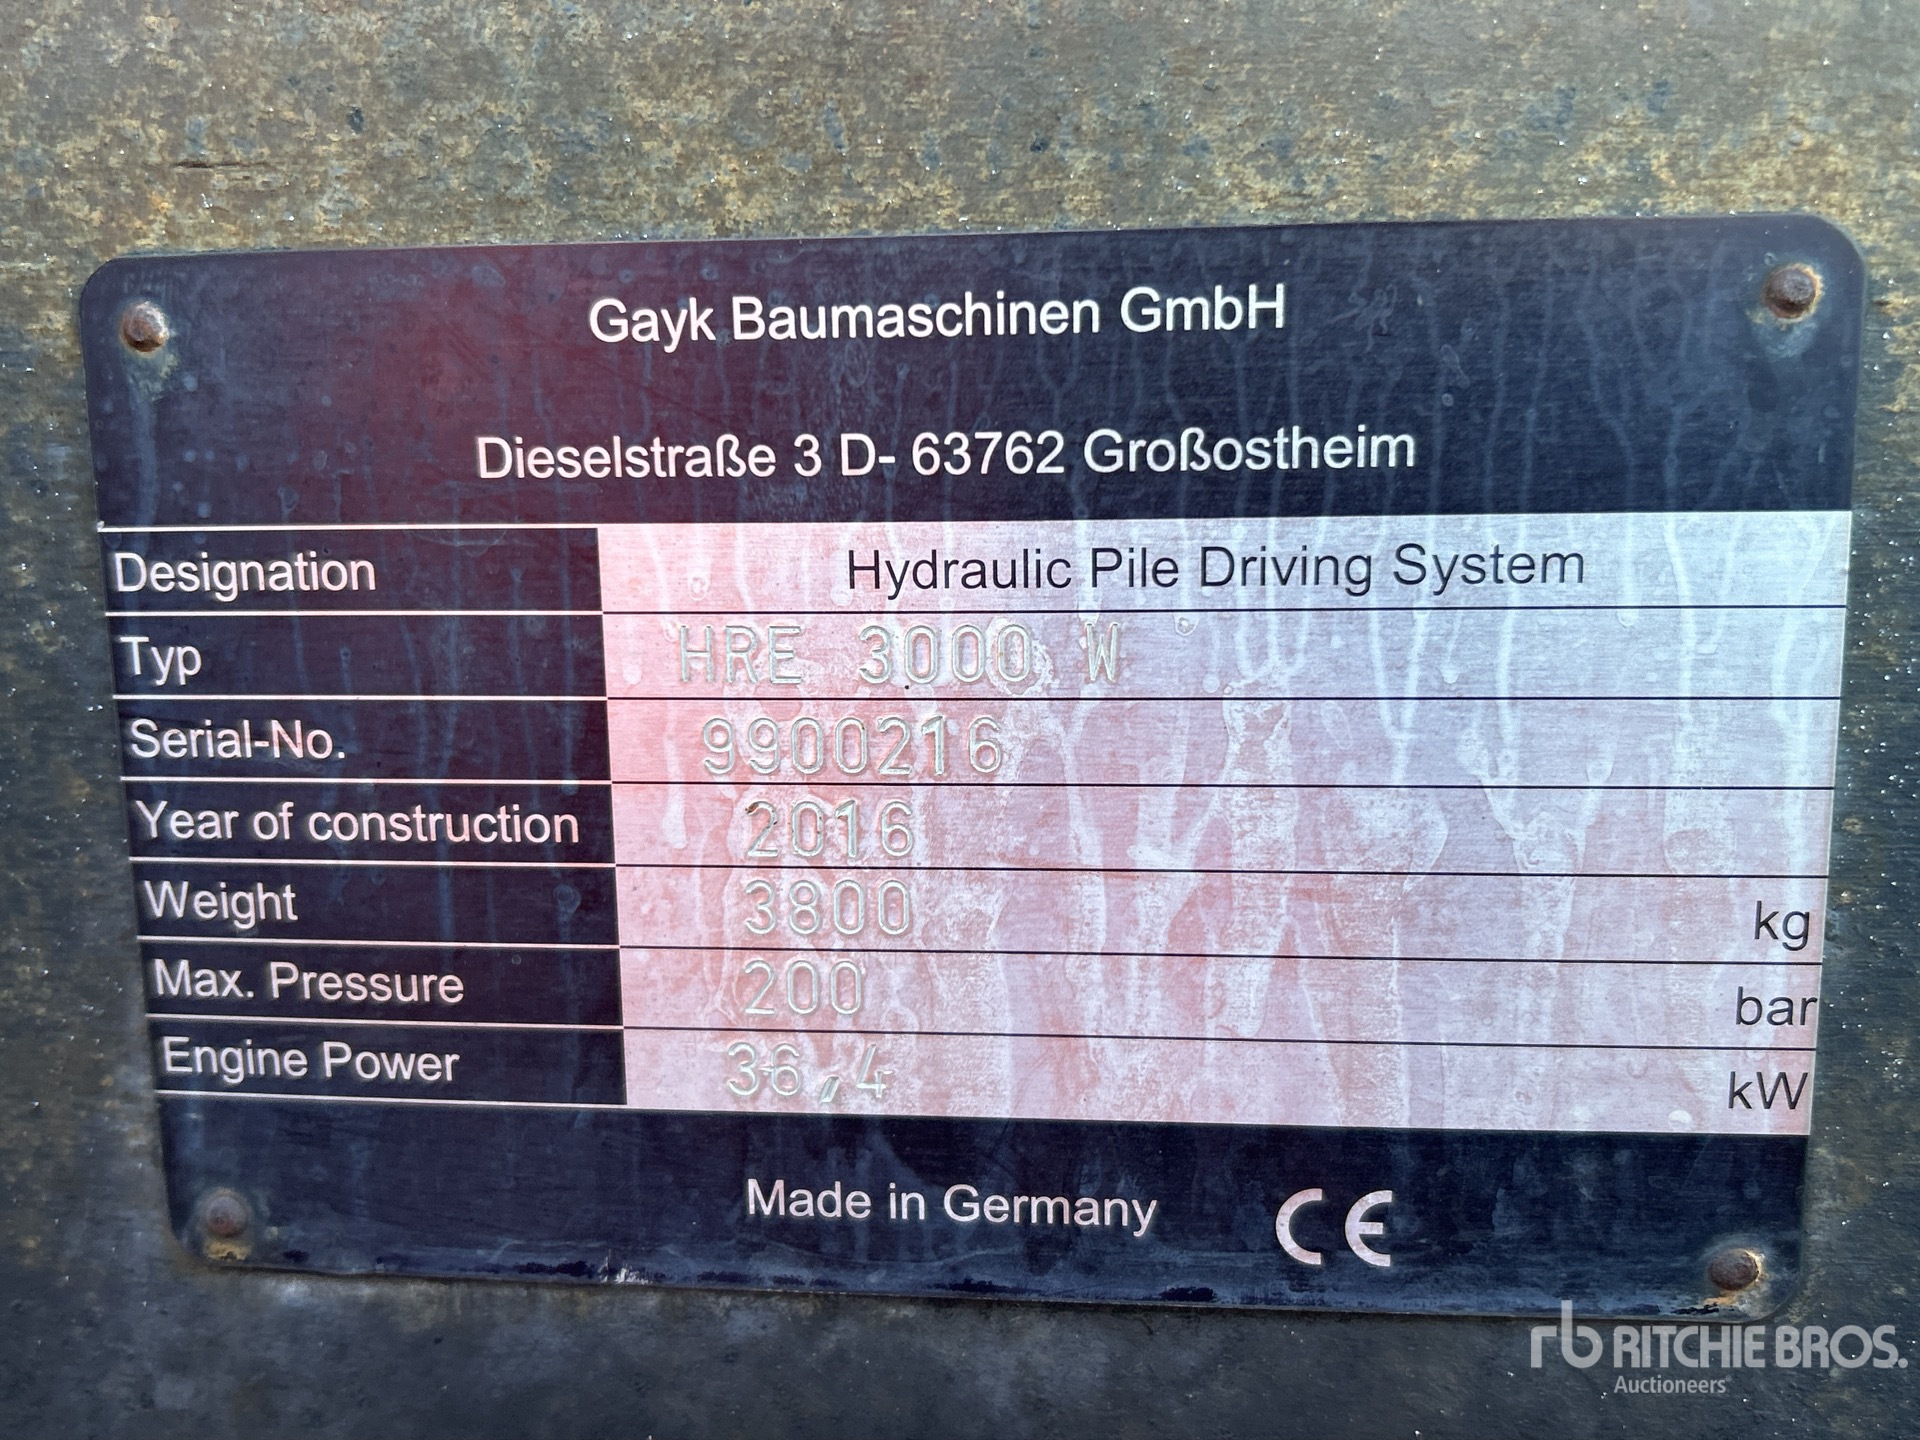 Gayk Baumaschinen GmbH
Dieselstraße 3 D- 63762 Großostheim
Designation Hydraulic Pile Driving System
Typ HRE 3000 W
Serial-No. 9900216
Year of construction 2016
Weight 3800 kg
Max. Pressure 200 bar
Engine Power 36,4 kW
Made in Germany CE
rb RITCHIE BROS.
Auctioneers